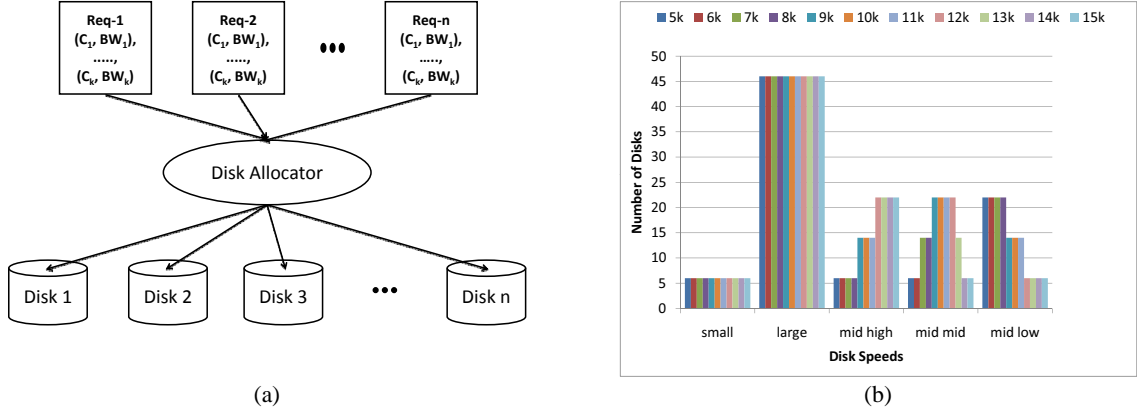 Req-1
(C1, BW1),
.....,
(Ck, BWk)
Req-2
(C1, BW1),
.....,
(Ck, BWk)
●●●
Req-n
(C1, BW1),
.....,
(Ck, BWk)
Disk Allocator
Disk 1
Disk 2
Disk 3
●●●
Disk n
(a)
5k 6k 7k 8k 9k 10k 11k 12k 13k 14k 15k
Number of Disks
50
45
40
35
30
25
20
15
10
5
0
small large mid high mid mid mid low
Disk Speeds
(b)